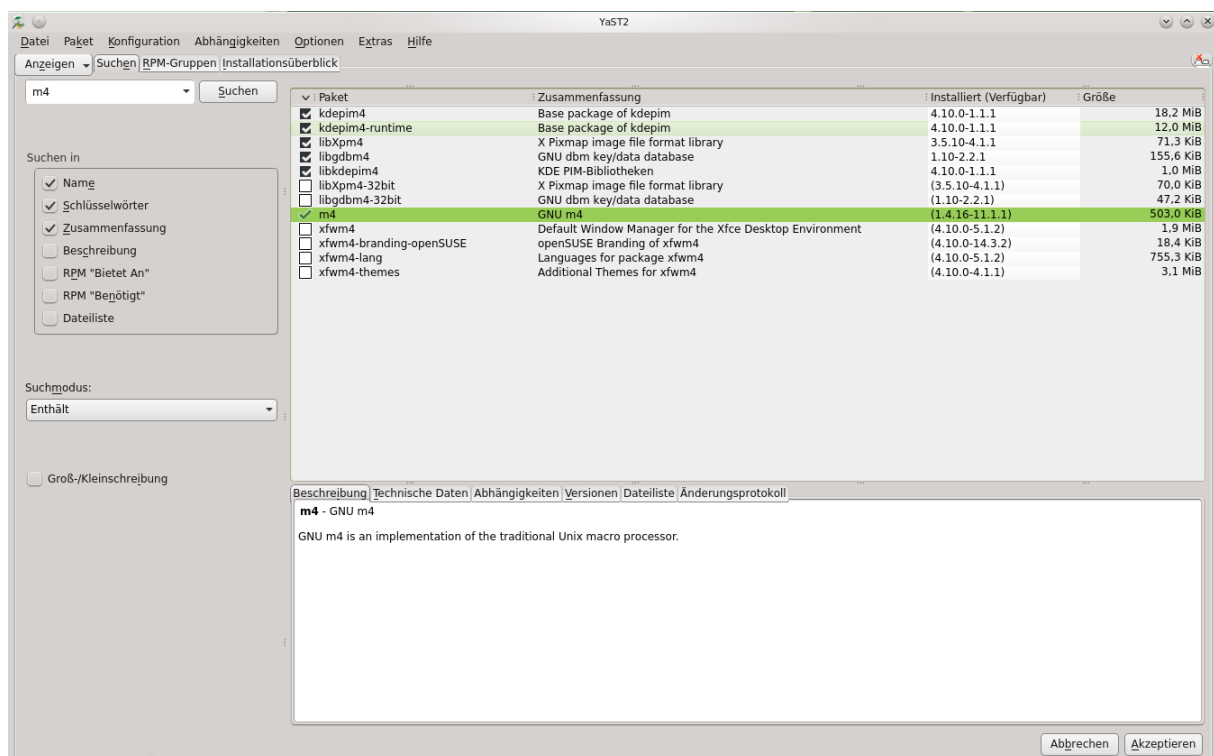 YaST2
Datei Paket Konfiguration Abhängigkeiten Optionen Extras Hilfe
Anzeigen Suchen RPM-Gruppen Installationsüberblick
m4 Suchen
Suchen in
Name
Schlüsselwörter
Zusammenfassung
Beschreibung
RPM "Bietet An"
RPM "Benötigt"
Dateiliste
Suchmodus:
Enthält
Groß-/Kleinschreibung
Paket Zusammenfassung Installiert (Verfügbar) Größe
kdepim4 Base package of kdepim 4.10.0-1.1.1 18,2 MiB
kdepim4-runtime Base package of kdepim 4.10.0-1.1.1 12,0 MiB
libXpm4 X Pixmap image file format library 3.5.10-4.1.1 71,3 KiB
libgdbm4 GNU dbm key/data database 1.10-2.2.1 155,6 KiB
libkdepim4 KDE PIM-Bibliotheken 4.10.0-1.1.1 1,0 MiB
libXpm4-32bit X Pixmap image file format library (3.5.10-4.1.1) 70,0 KiB
libgdbm4-32bit GNU dbm key/data database (1.10-2.2.1) 47,2 KiB
m4 GNU m4 (1.4.16-11.1.1) 503,0 KiB
xfwm4 Default Window Manager for the Xfce Desktop Environment (4.10.0-5.1.2) 1,9 MiB
xfwm4-branding-openSUSE openSUSE Branding of xfwm4 (4.10.0-14.3.2) 18,4 KiB
xfwm4-lang Languages for package xfwm4 (4.10.0-5.1.2) 755,3 KiB
xfwm4-themes Additional Themes for xfwm4 (4.10.0-4.1.1) 3,1 MiB
Beschreibung Technische Daten Abhängigkeiten Versionen Dateiliste Änderungsprotokoll
m4 - GNU m4
GNU m4 is an implementation of the traditional Unix macro processor.
Abbrechen Akzeptieren